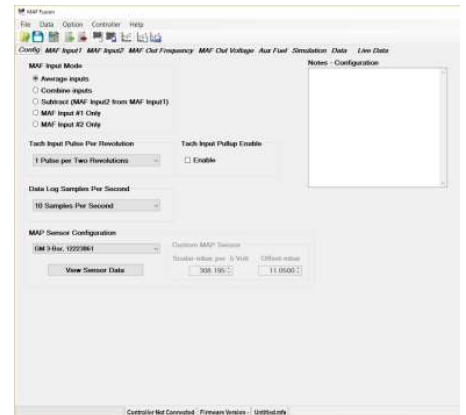 MAF Fusion
File Data Option Controller Help
Config MAF Input1 MAF Input2 MAF Out Frequency MAF Out Voltage Aux Fuel Simulation Data Live Data
MAF Input Mode
Notes - Configuration
Average inputs
Combine inputs
Subtract (MAF Input2 from MAF Input1)
MAF Input #1 Only
MAF Input #2 Only
Tach Input Pulse Per Revolution
Tach Input Pullup Enable
1 Pulse per Two Revolutions
Enable
Data Log Samples Per Second
10 Samples Per Second
MAP Sensor Configuration
GM 3-Bar, 12223861
Custom MAP Sensor
Scalar-mbar per 5 Volt
Offset-mbar
View Sensor Data
308.195
11.0500
Controller Not Connected Firmware Version - Untitled.mfs